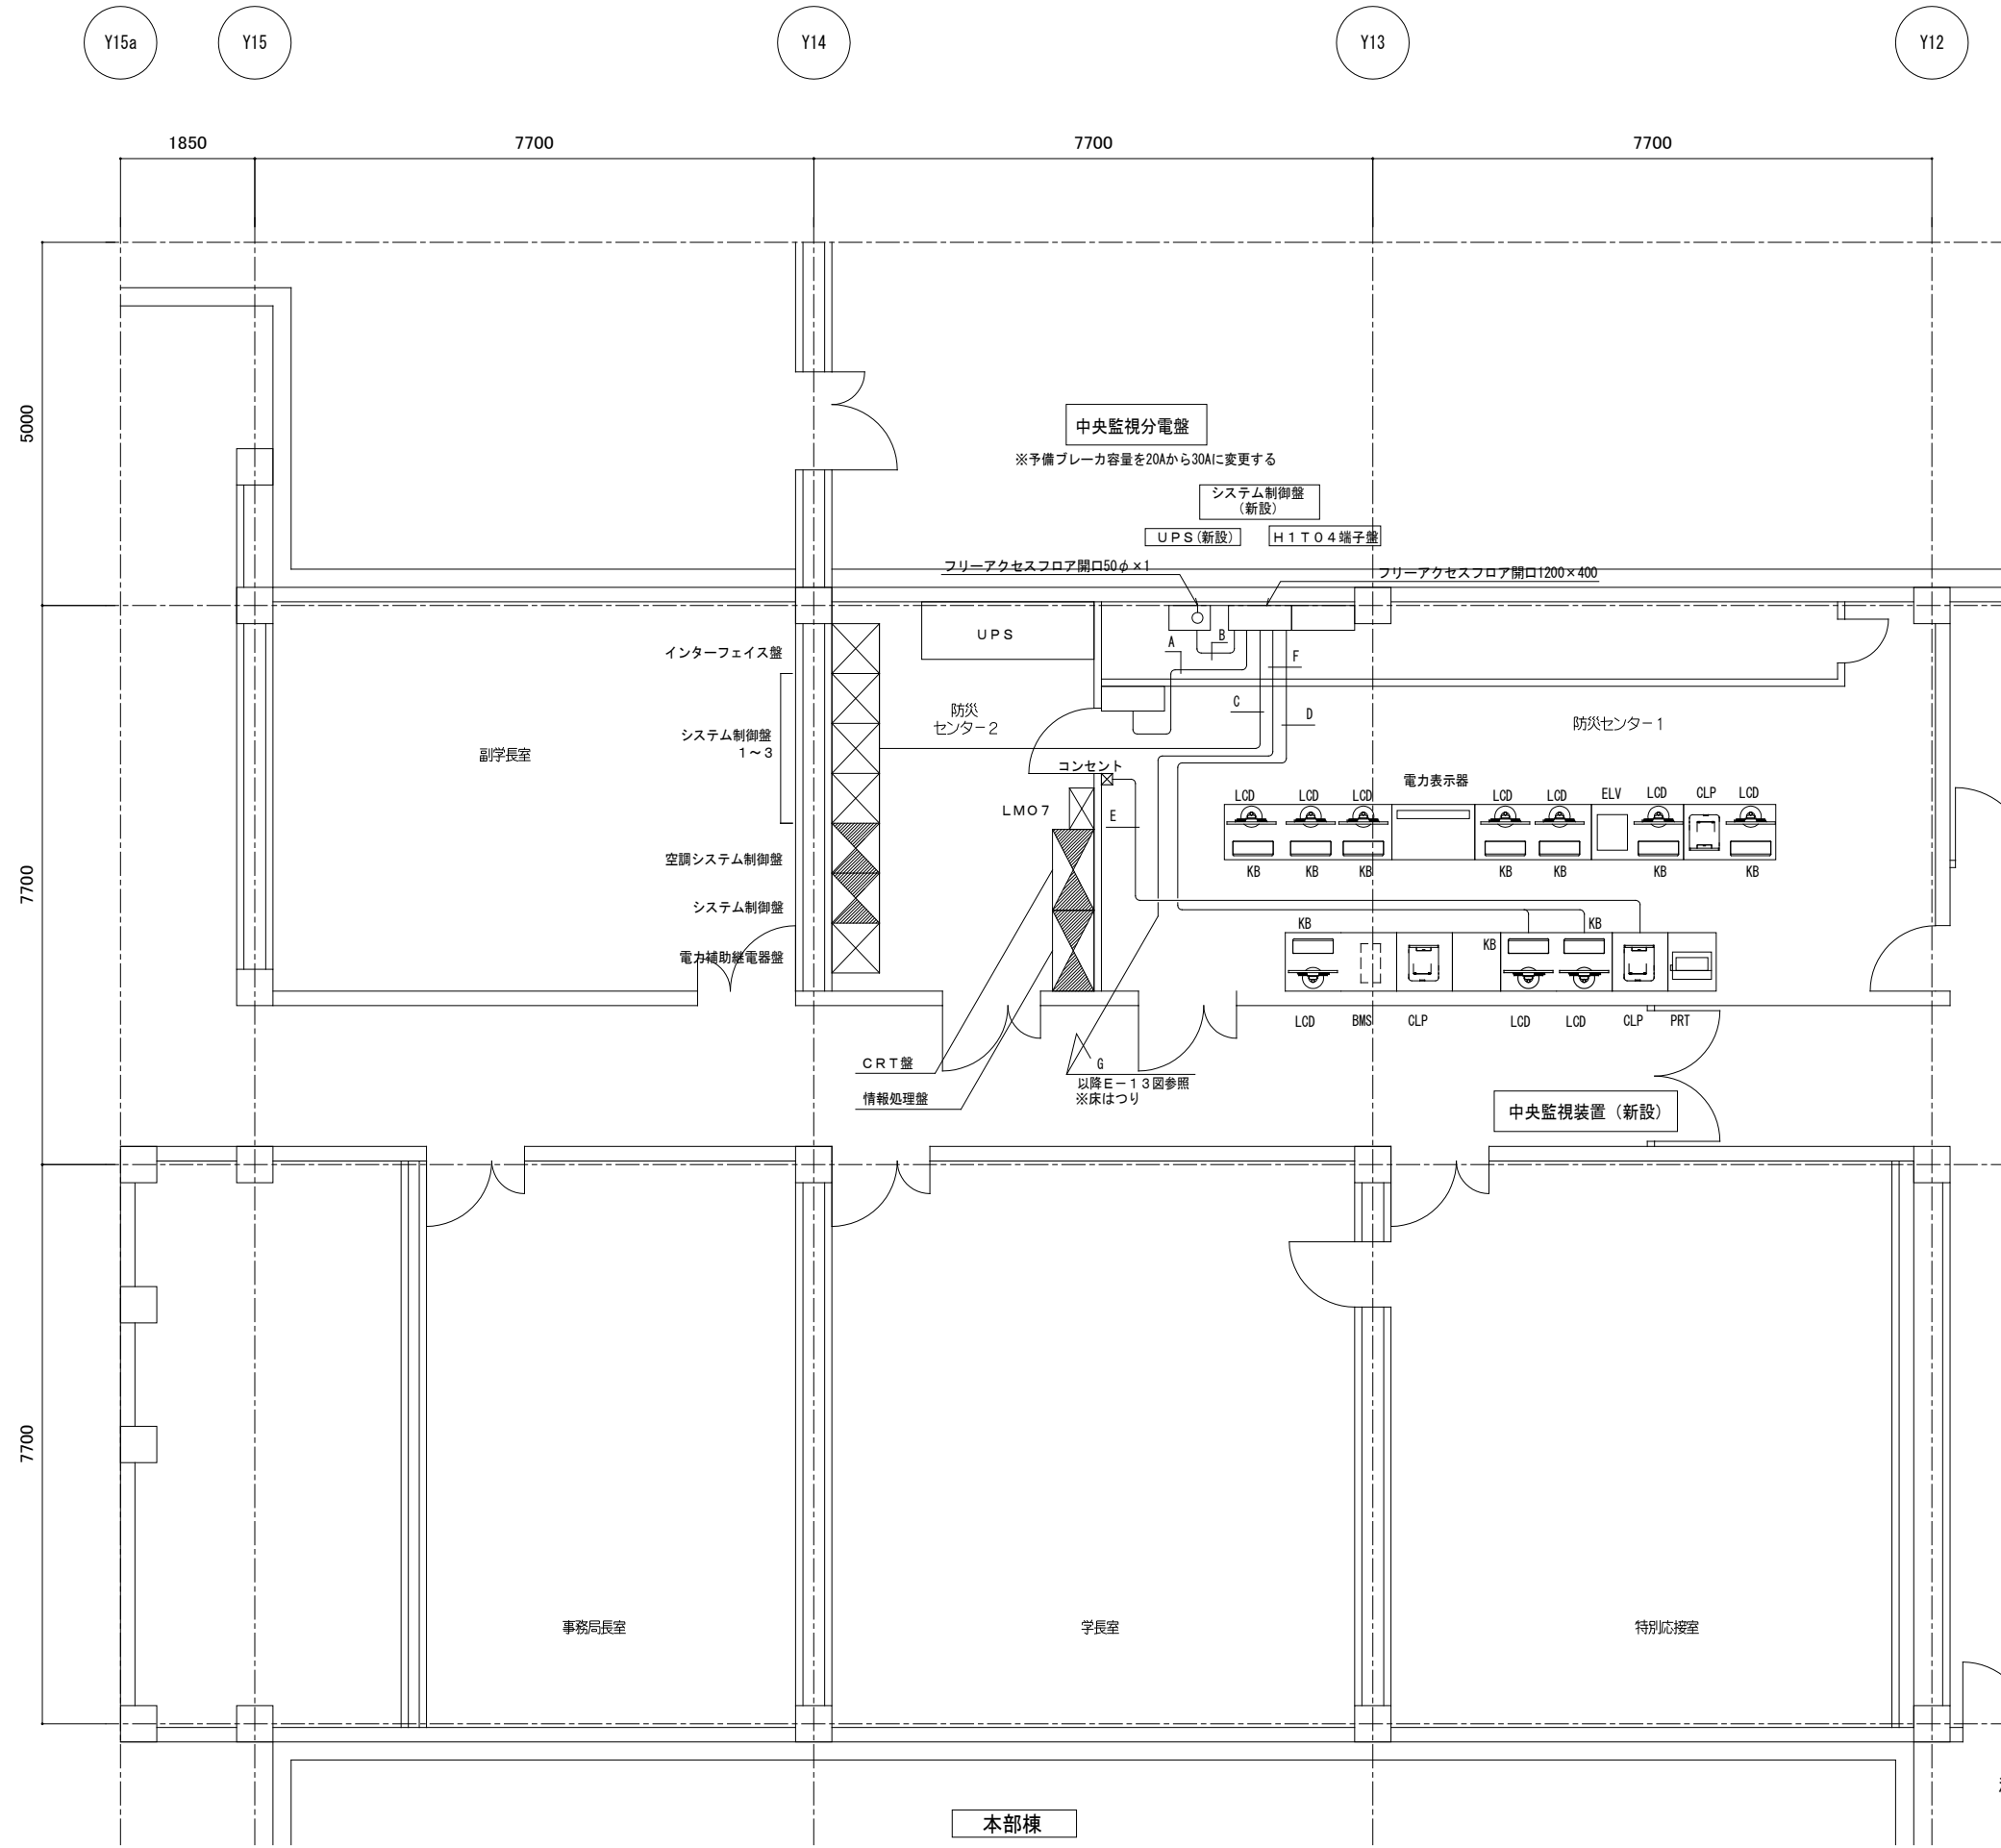 Y15a
Y15
Y14
Y13
Y12
1850
7700
7700
7700
5000
7700
7700
中央監視分電盤
※予備ブレーカ容量を20Aから30Aに変更する
システム制御盤
(新設)
UPS(新設)
H1T04端子盤
フリーアクセスフロア開口50φ×1
フリーアクセスフロア開口1200×400
UPS
A
B
F
C
D
E
インターフェイス盤
システム制御盤
1~3
空調システム制御盤
システム制御盤
電力補助継電器盤
副学長室
防災
センター2
防災センター1
コンセント
LM07
電力表示器
LCD
LCD
LCD
LCD
LCD
ELV
LCD
CLP
LCD
KB
KB
KB
KB
KB
KB
KB
KB
KB
KB
LCD
BMS
CLP
LCD
LCD
CLP
PRT
CRT盤
情報処理盤
G
以降E-13図参照
※床はつり
中央監視装置(新設)
事務局長室
学長室
特別応接室
本部棟